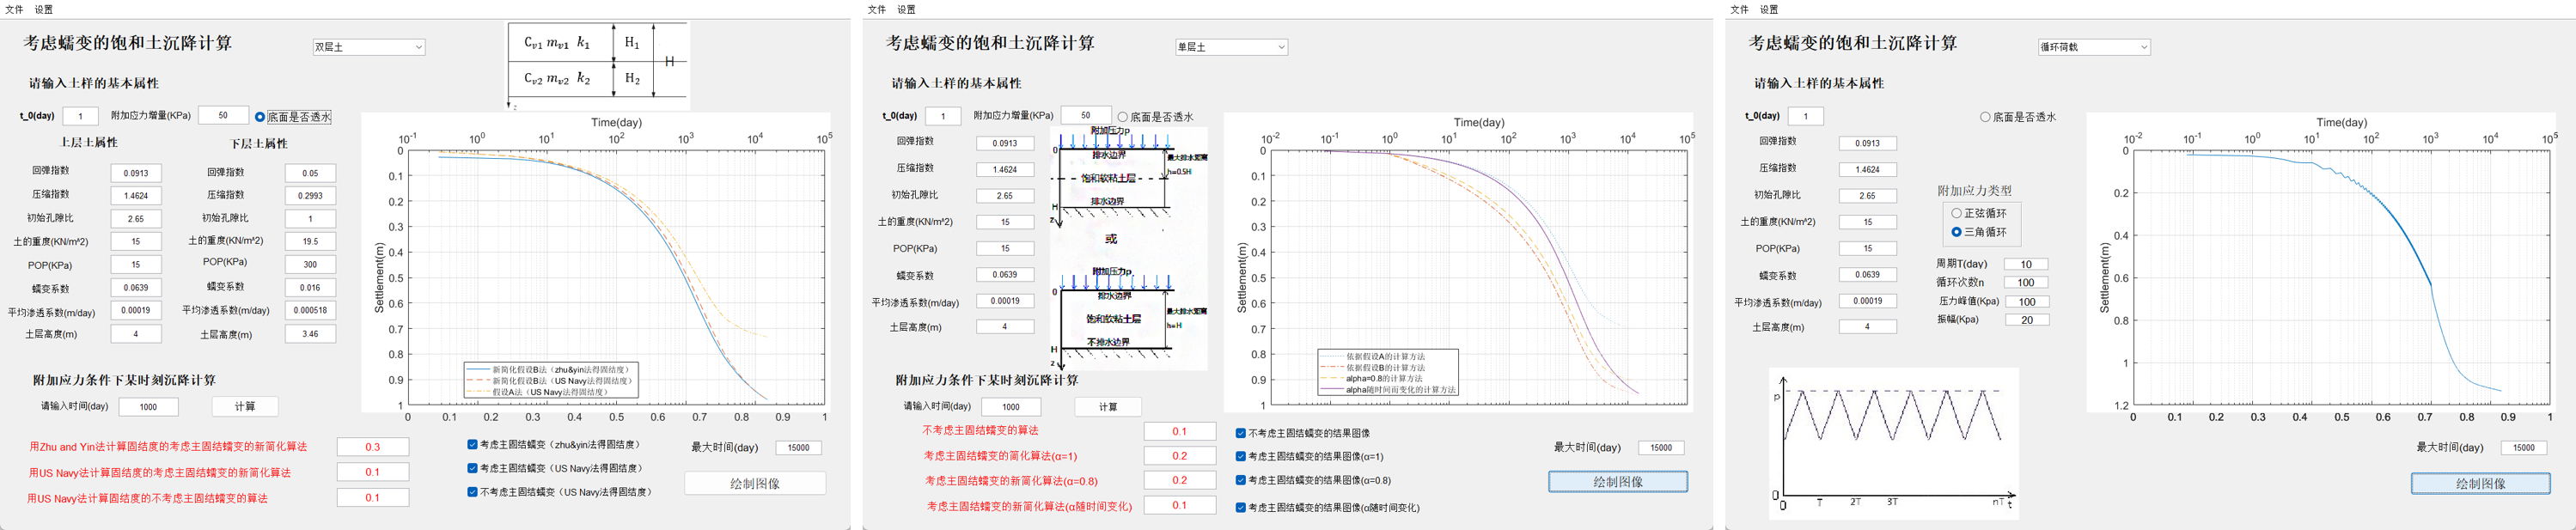 文件 设置
考虑蠕变的饱和土沉降计算
双层土
C_v1 m_v1 k_1 H_1
H
C_v2 m_v2 k_2 H_2
z
请输入土样的基本属性
t_0(day) 1 附加应力增量(KPa) 50 底面是否透水
上层土属性 下层土属性
回弹指数 0.0913 回弹指数 0.05
压缩指数 1.4624 压缩指数 0.2993
初始孔隙比 2.65 初始孔隙比 1
土的重度(KN/m^2) 15 土的重度(KN/m^2) 19.5
POP(KPa) 15 POP(KPa) 300
蠕变系数 0.0639 蠕变系数 0.016
平均渗透系数(m/day) 0.00019 平均渗透系数(m/day) 0.000518
土层高度(m) 4 土层高度(m) 3.46
附加应力条件下某时刻沉降计算
请输入时间(day) 1000 计算
用Zhu and Yin法计算固结度的考虑主固结蠕变的新简化算法 0.3
用US Navy法计算固结度的考虑主固结蠕变的新简化算法 0.1
用US Navy法计算固结度的不考虑主固结蠕变的算法 0.1
Time(day)
10^-1 10^0 10^1 10^2 10^3 10^4 10^5
Settlement(m)
0
0.1
0.2
0.3
0.4
0.5
0.6
0.7
0.8
0.9
1
0 0.1 0.2 0.3 0.4 0.5 0.6 0.7 0.8 0.9 1
新简化假设B法（zhu&yin法得固结度）
新简化假设B法（US Navy法得固结度）
假设A法（US Navy法得固结度）
考虑主固结蠕变（zhu&yin法得固结度）
考虑主固结蠕变（US Navy法得固结度）
不考虑主固结蠕变（US Navy法得固结度）
最大时间(day) 15000
绘制图像
文件 设置
考虑蠕变的饱和土沉降计算
单层土
请输入土样的基本属性
t_0(day) 1 附加应力增量(KPa) 50 底面是否透水
回弹指数 0.0913
压缩指数 1.4624
初始孔隙比 2.65
土的重度(KN/m^2) 15
POP(KPa) 15
蠕变系数 0.0639
平均渗透系数(m/day) 0.00019
土层高度(m) 4
附加压力p
0
排水边界
最大排水距离
h=0.5H
饱和软粘土层
H
排水边界
z
或
附加压力p
0
排水边界
最大排水距离
饱和软粘土层
h=H
H
不排水边界
z
附加应力条件下某时刻沉降计算
请输入时间(day) 1000 计算
不考虑主固结蠕变的算法 0.1
考虑主固结蠕变的简化算法(α=1) 0.2
考虑主固结蠕变的新简化算法(α=0.8) 0.2
考虑主固结蠕变的新简化算法(α随时间变化) 0.1
Time(day)
10^-2 10^-1 10^0 10^1 10^2 10^3 10^4 10^5
Settlement(m)
0
0.1
0.2
0.3
0.4
0.5
0.6
0.7
0.8
0.9
1
依据假设A的计算方法
依据假设B的计算方法
alpha=0.8的计算方法
alpha随时间而变化的计算方法
不考虑主固结蠕变的结果图像
考虑主固结蠕变的结果图像(α=1)
考虑主固结蠕变的结果图像(α=0.8)
考虑主固结蠕变的结果图像(α随时间变化)
最大时间(day) 15000
绘制图像
文件 设置
考虑蠕变的饱和土沉降计算
循环荷载
请输入土样的基本属性
t_0(day) 1 底面是否透水
回弹指数 0.0913
压缩指数 1.4624
初始孔隙比 2.65
土的重度(KN/m^2) 15
POP(KPa) 15
蠕变系数 0.0639
平均渗透系数(m/day) 0.00019
土层高度(m) 4
附加应力类型
正弦循环
三角循环
周期T(day) 10
循环次数n 100
压力峰值(Kpa) 100
振幅(Kpa) 20
p
0
0 T 2T 3T nT t
Time(day)
10^-2 10^-1 10^0 10^1 10^2 10^3 10^4 10^5
Settlement(m)
0
0.2
0.4
0.6
0.8
1
1.2
0 0.1 0.2 0.3 0.4 0.5 0.6 0.7 0.8 0.9 1
最大时间(day) 15000
绘制图像